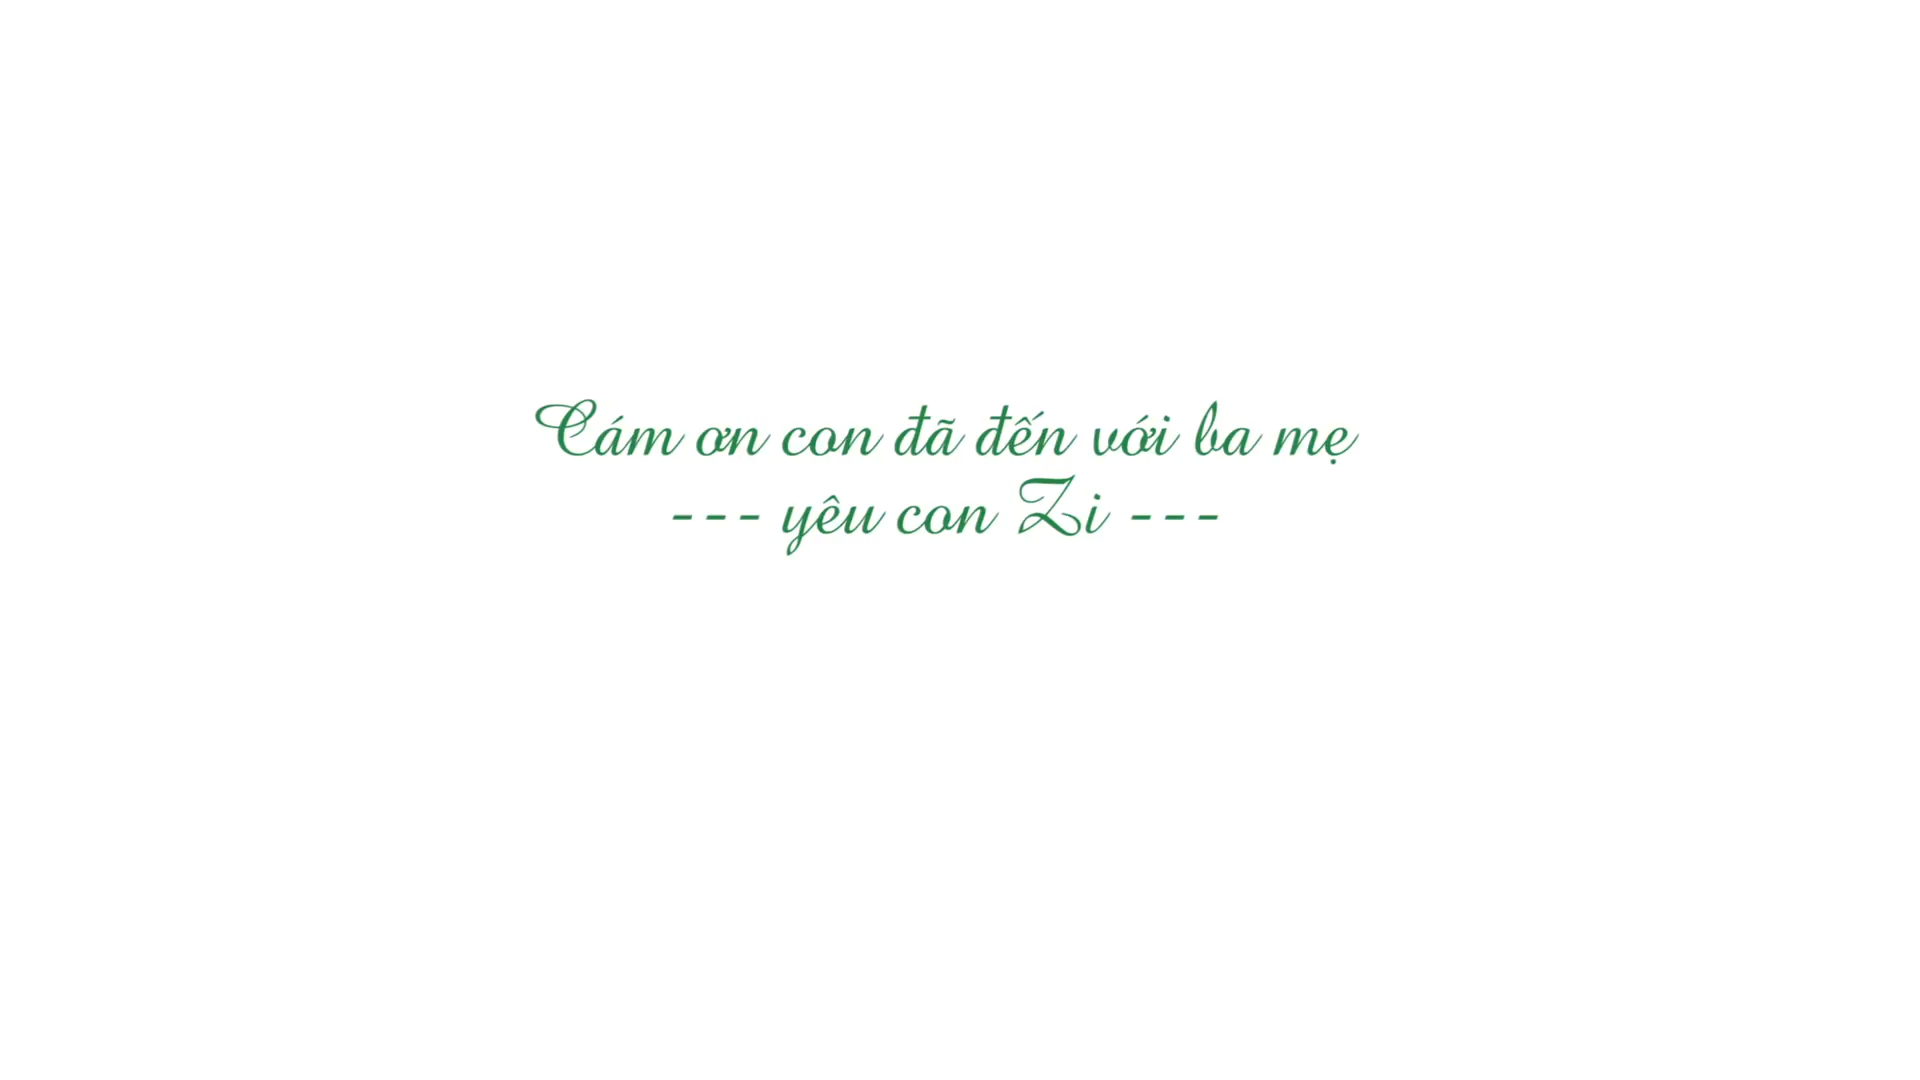 Cám ơn con đã đến với ba mẹ
--- yêu con Zi ---